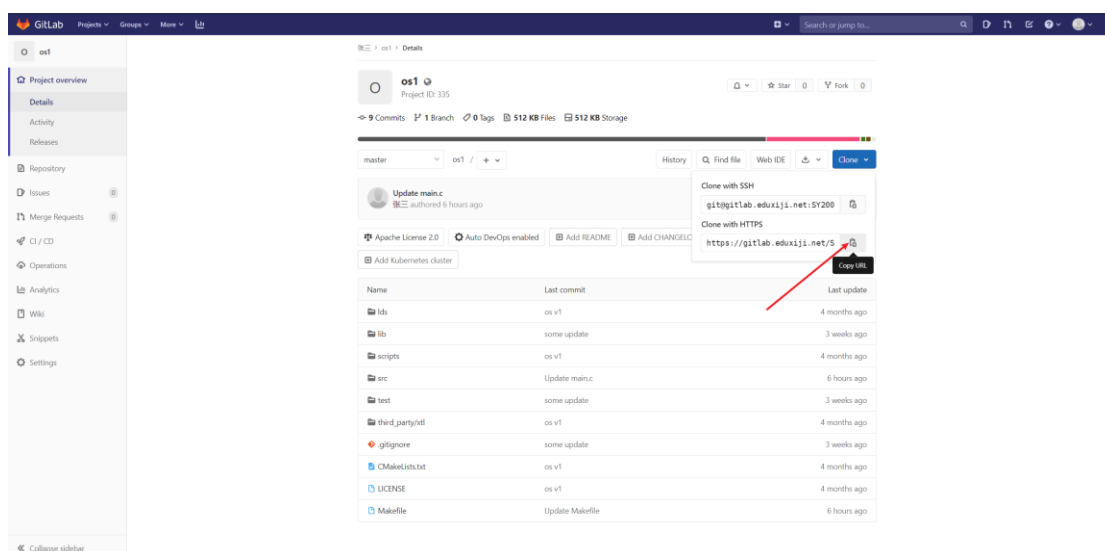 GitLab Projects Groups More Search or jump to...
O os1
Project overview
Details
Activity
Releases
Repository
Issues 0
Merge Requests 0
CI / CD
Operations
Analytics
Wiki
Snippets
Settings
Collapse sidebar
张三 > os1 > Details
O os1
Project ID: 335
Star 0 Fork 0
9 Commits 1 Branch 0 Tags 512 KB Files 512 KB Storage
master os1 / + History Find file Web IDE Clone
Clone with SSH
git@gitlab.eduxiji.net:SY200
Clone with HTTPS
https://gitlab.eduxiji.net/S
Copy URL
Update main.c
张三 authored 6 hours ago
Apache License 2.0 Auto DevOps enabled Add README Add CHANGELO
Add Kubernetes cluster
Name Last commit Last update
lds os v1 4 months ago
lib some update 3 weeks ago
scripts os v1 4 months ago
src Update main.c 6 hours ago
test some update 3 weeks ago
third_party/xtl os v1 4 months ago
.gitignore some update 3 weeks ago
CMakeLists.txt os v1 4 months ago
LICENSE os v1 4 months ago
Makefile Update Makefile 6 hours ago